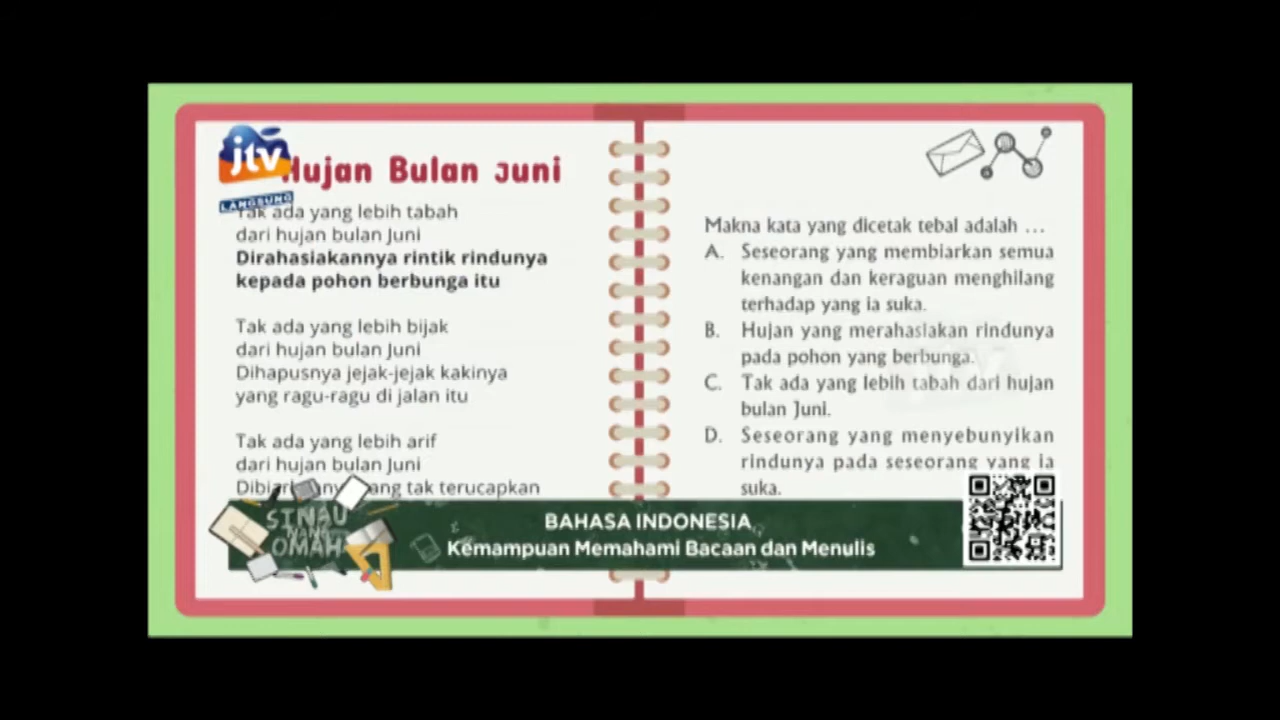 jtv
LANGSUNG
Hujan Bulan Juni
Tak ada yang lebih tabah
dari hujan bulan Juni
Dirahasiakannya rintik rindunya
kepada pohon berbunga itu
Tak ada yang lebih bijak
dari hujan bulan Juni
Dihapusnya jejak-jejak kakinya
yang ragu-ragu di jalan itu
Tak ada yang lebih arif
dari hujan bulan Juni
yang tak terucapkan
Makna kata yang dicetak tebal adalah ...
A. Seseorang yang membiarkan semua
kenangan dan keraguan menghilang
terhadap yang ia suka.
B. Hujan yang merahasiakan rindunya
pada pohon yang berbunga.
C. Tak ada yang lebih tabah dari hujan
bulan Juni.
D. Seseorang yang menyebunyikan
rindunya pada seseorang yang ia
suka.
SINAU
NANG
OMAH
BAHASA INDONESIA
Kemampuan Memahami Bacaan dan Menulis